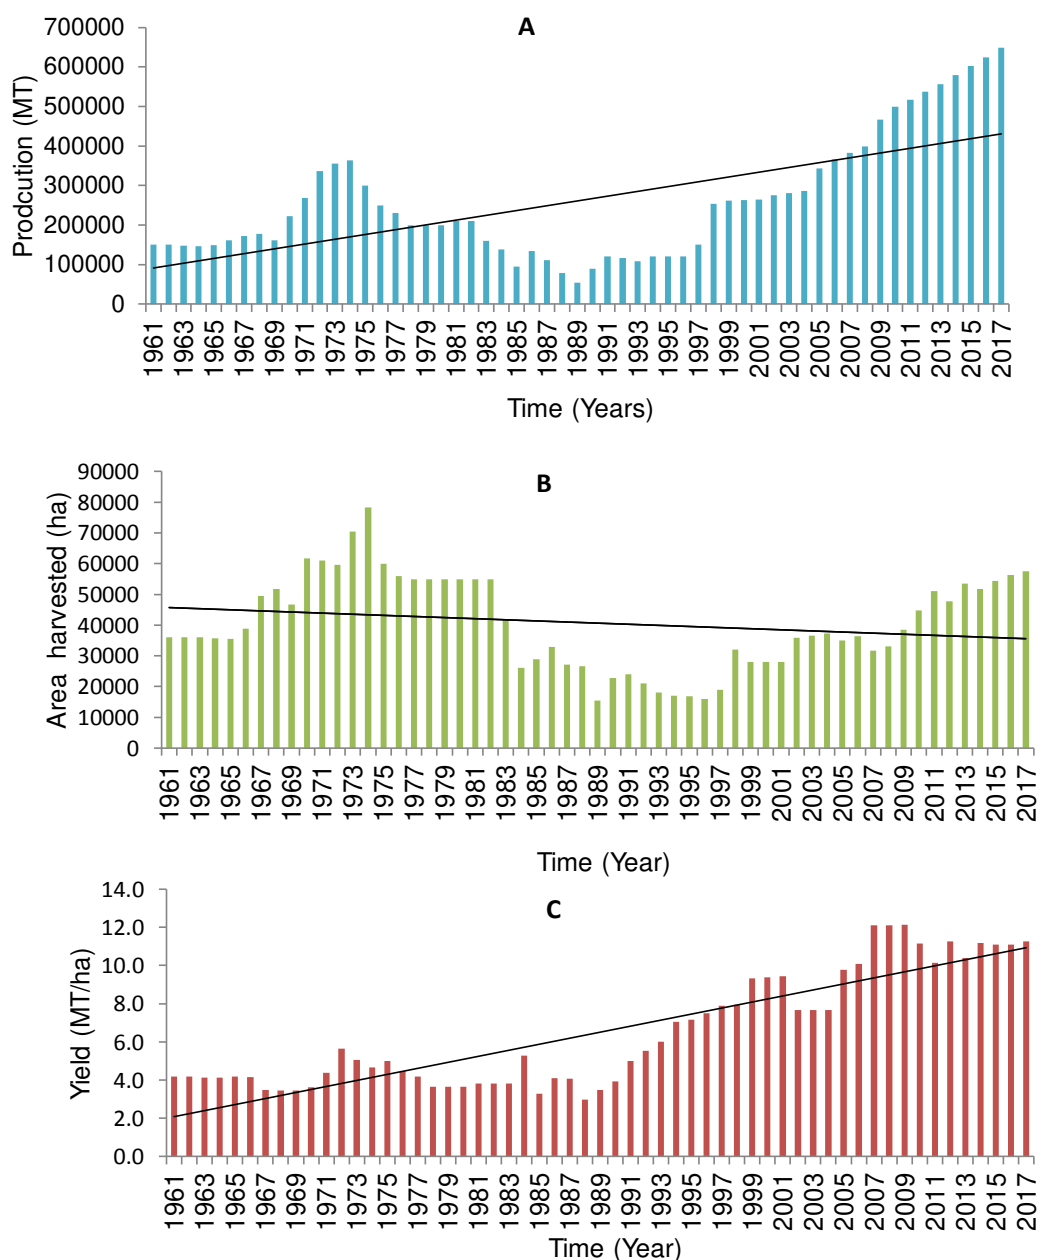 A
Prodcution (MT)
700000
600000
500000
400000
300000
200000
100000
0
1961 1963 1965 1967 1969 1971 1973 1975 1977 1979 1981 1983 1985 1987 1989 1991 1993 1995 1997 1999 2001 2003 2005 2007 2009 2011 2013 2015 2017
Time (Years)
B
Area harvested (ha)
90000
80000
70000
60000
50000
40000
30000
20000
10000
0
1961 1963 1965 1967 1969 1971 1973 1975 1977 1979 1981 1983 1985 1987 1989 1991 1993 1995 1997 1999 2001 2003 2005 2007 2009 2011 2013 2015 2017
Time (Year)
C
Yield (MT/ha)
14.0
12.0
10.0
8.0
6.0
4.0
2.0
0.0
1961 1963 1965 1967 1969 1971 1973 1975 1977 1979 1981 1983 1985 1987 1989 1991 1993 1995 1997 1999 2001 2003 2005 2007 2009 2011 2013 2015 2017
Time (Year)